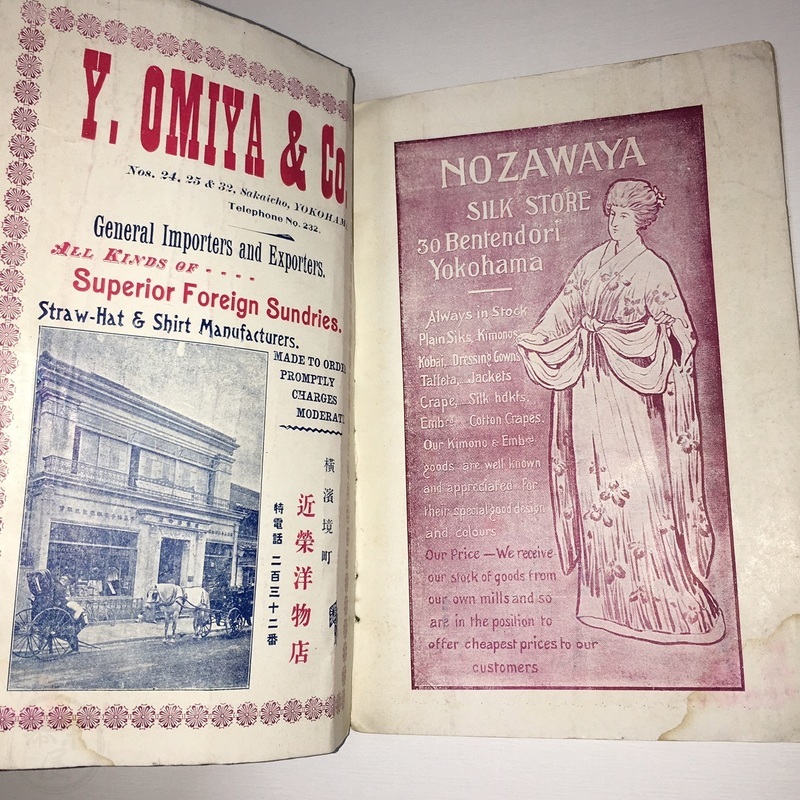 Y. OMIYA & Co.
Nos. 24, 25 & 32, Sakaicho, YOKOHAMA
Telephone No. 232.
General Importers and Exporters.
ALL KINDS OF - - - -
Superior Foreign Sundries.
Straw-Hat & Shirt Manufacturers.
MADE TO ORDE
PROMPTLY
CHARGES
MODERAT
横濱境町
近榮洋物店
特電話 二百三十二番
NOZAWAYA
SILK STORE
30 Bentendori
Yokohama
Always in Stock
Plain Siks, Kimonos
Kobai, Dressing Gowns
Taffeta, Jackets
Crape, Silk hdkfs.
Embrd. Cotton Crapes.
Our Kimono & Embrd.
goods are well known
and appreciated for
their special good design
and colours
Our Price — We receive
our stock of goods from
our own mills and so
are in the position to
offer cheapest prices to our
customers